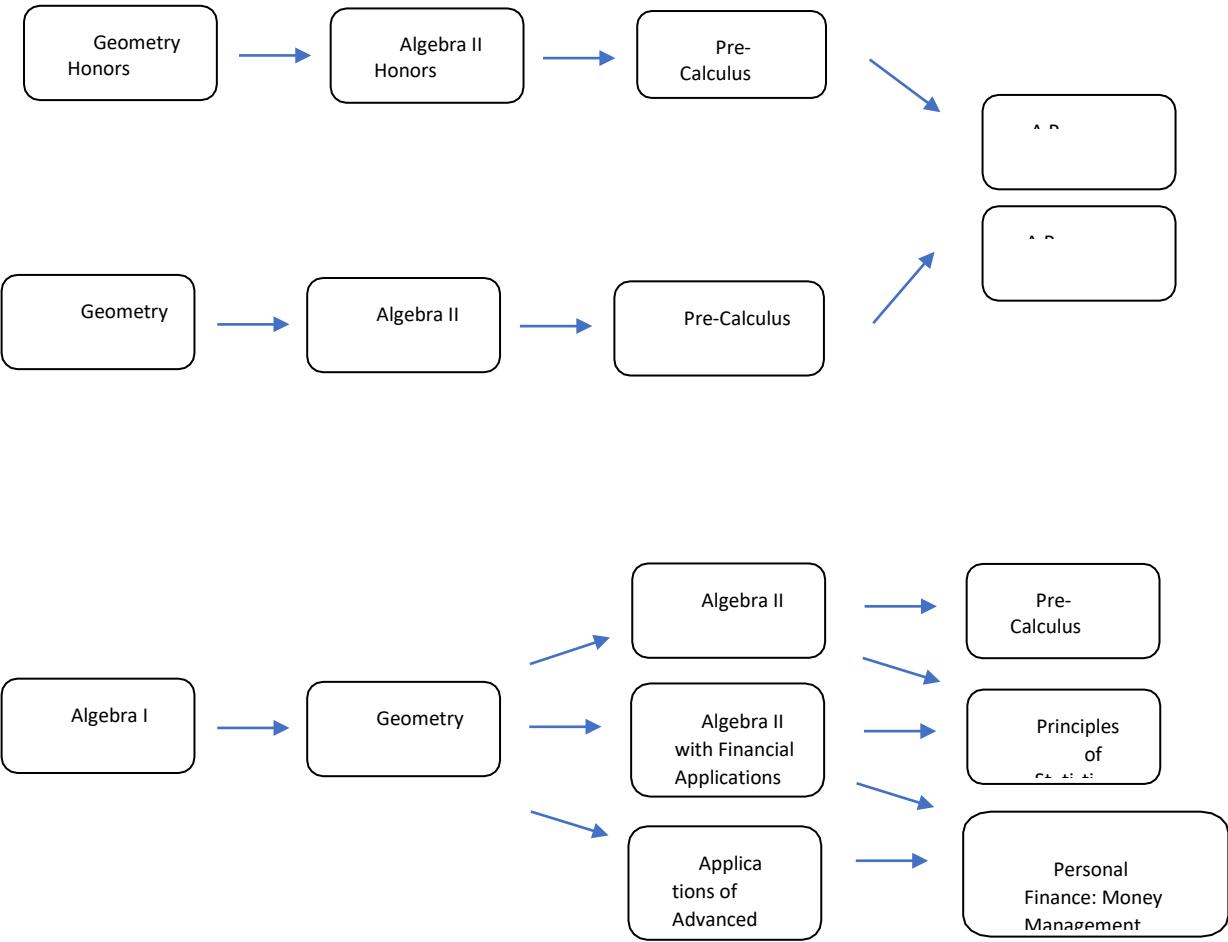 Geometry
Honors
Algebra II
Honors
Pre-
Calculus
Geometry
Algebra II
Pre-Calculus
Algebra I
Geometry
Algebra II
Algebra II
with Financial
Applications
Applica
tions of
Advanced
Pre-
Calculus
Principles
of
Personal
Finance: Money
Management